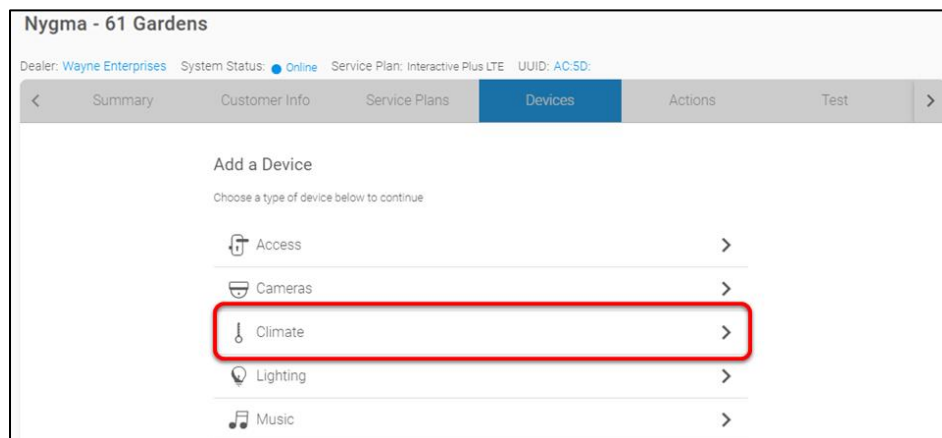 Nygma - 61 Gardens
Dealer: Wayne Enterprises System Status: Online Service Plan: Interactive Plus LTE UUID: AC:5D:
Summary Customer Info Service Plans Devices Actions Test
Add a Device
Choose a type of device below to continue
Access
Cameras
Climate
Lighting
Music